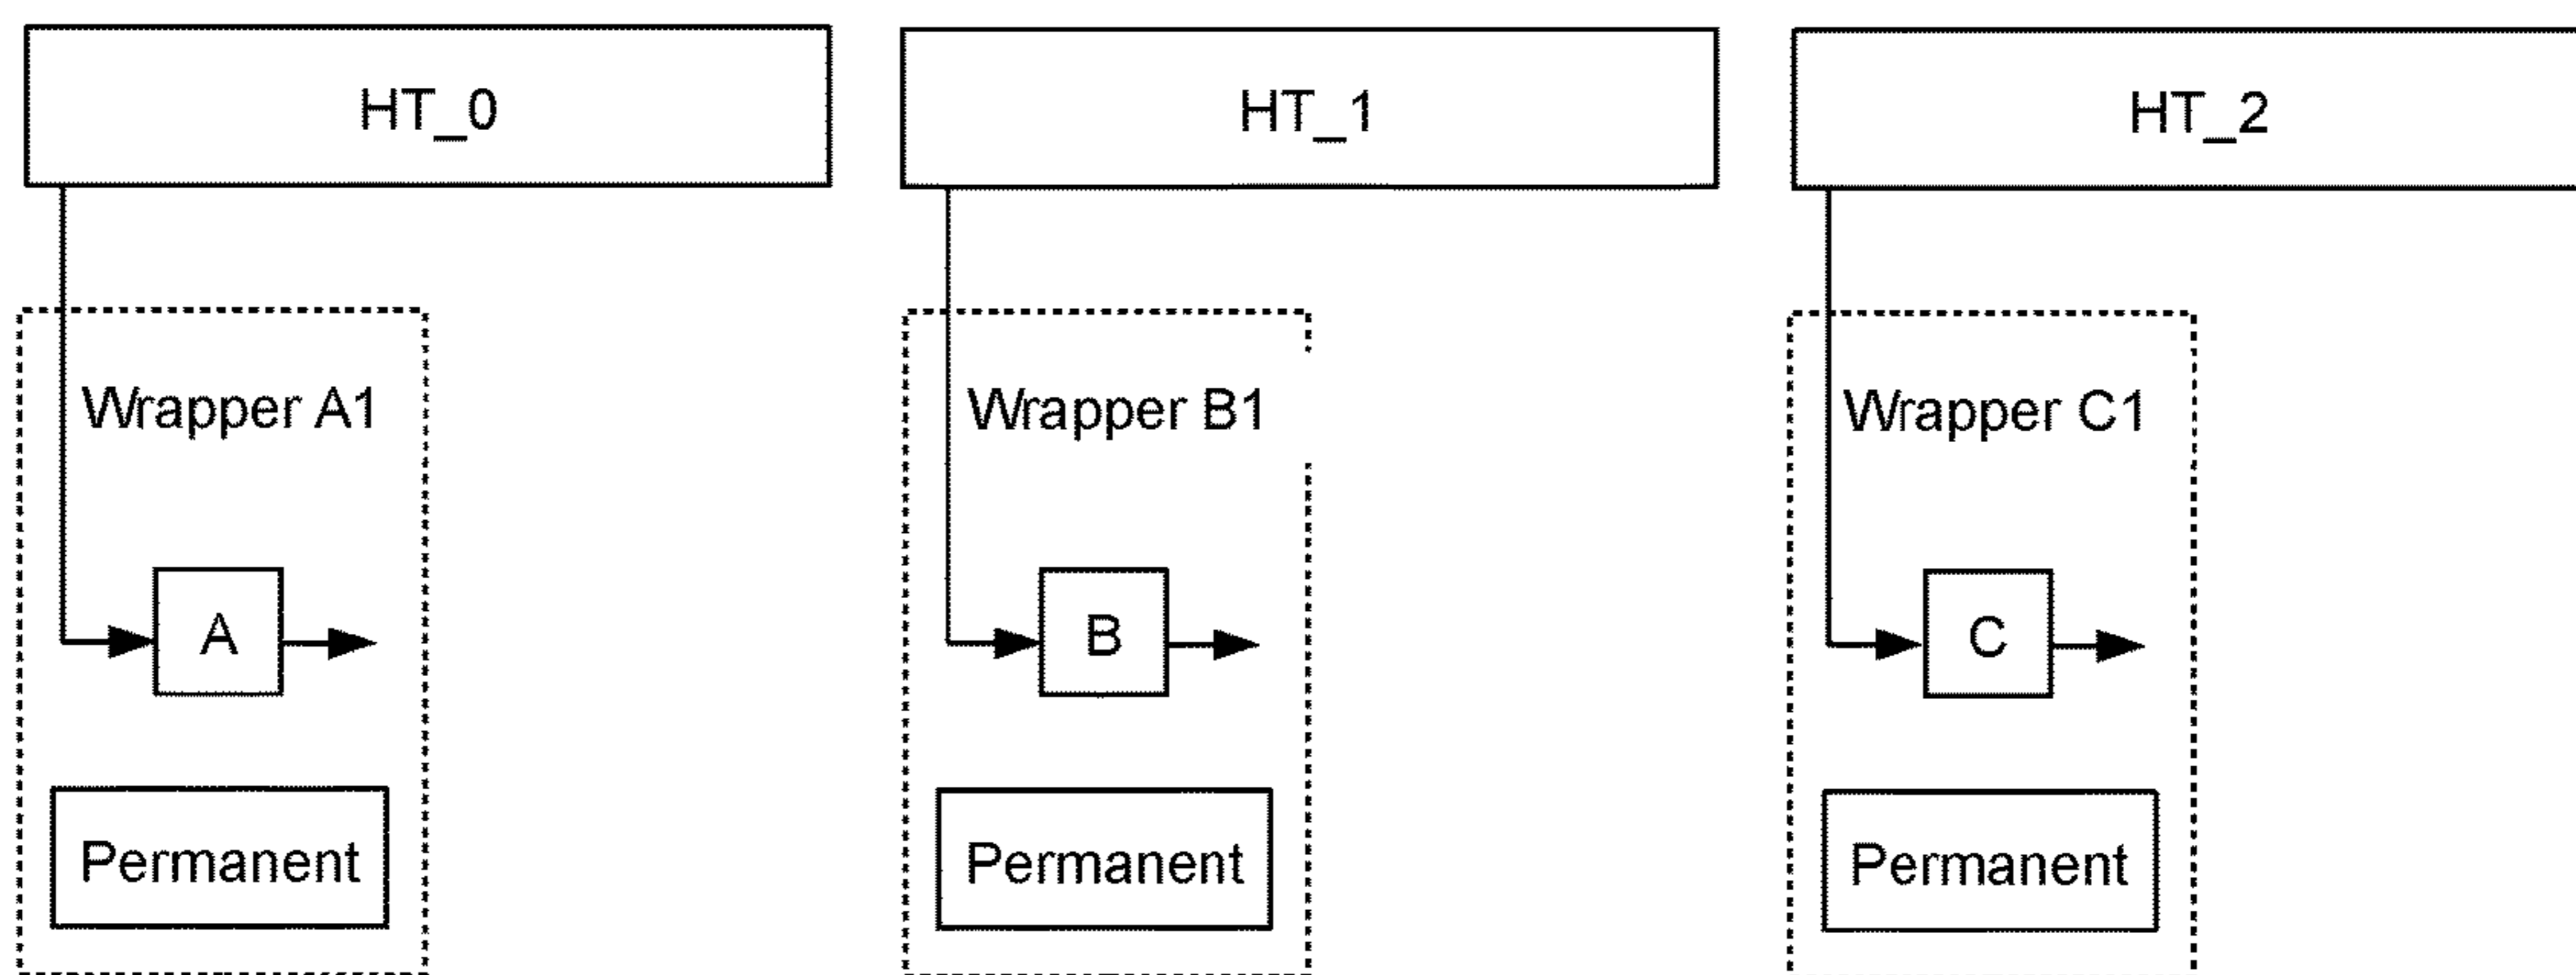 HT_0
HT_1
HT_2
Wrapper A1
Wrapper B1
Wrapper C1
A
B
C
Permanent
Permanent
Permanent